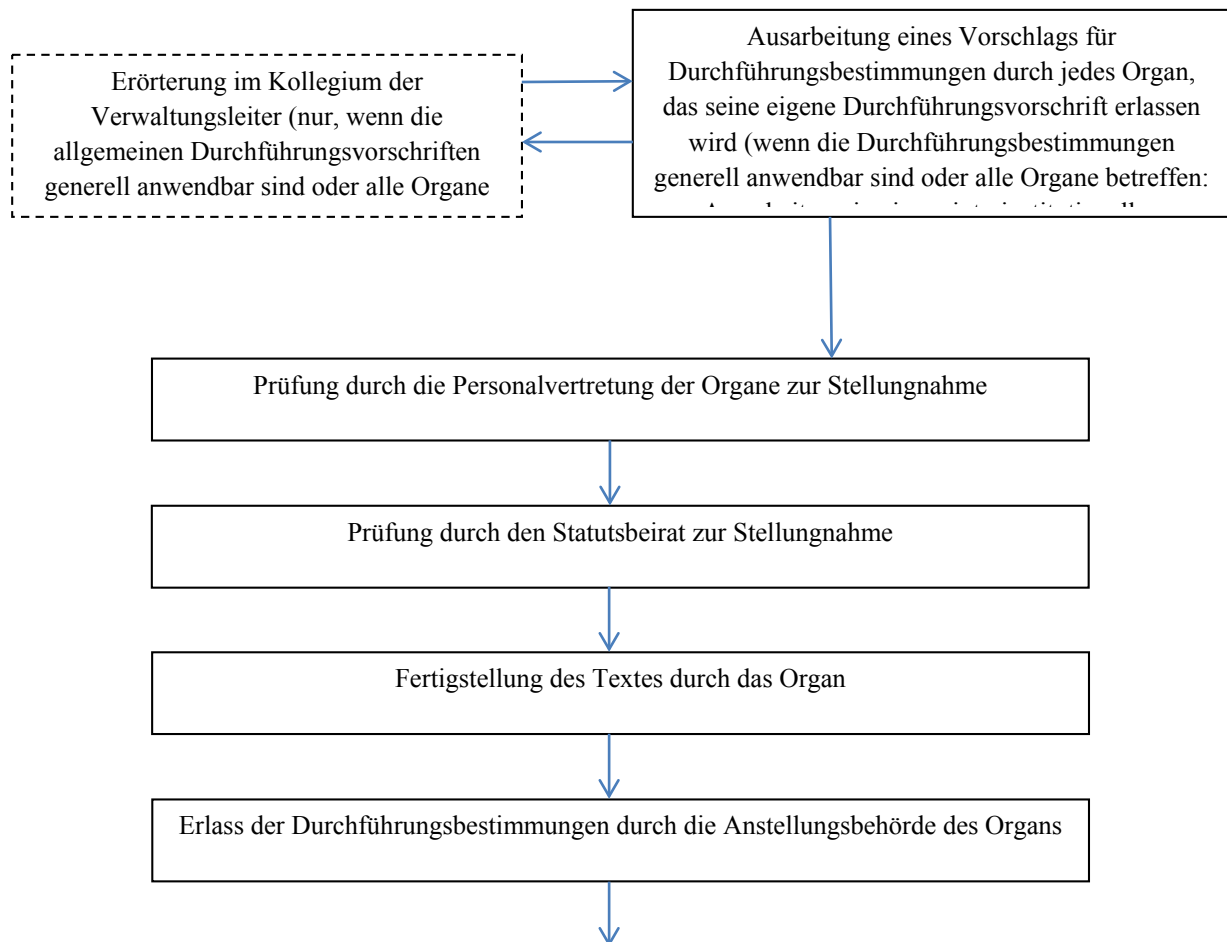 Erörterung im Kollegium der
Verwaltungsleiter (nur, wenn die
allgemeinen Durchführungsvorschriften
generell anwendbar sind oder alle Organe
Ausarbeitung eines Vorschlags für
Durchführungsbestimmungen durch jedes Organ,
das seine eigene Durchführungsvorschrift erlassen
wird (wenn die Durchführungsbestimmungen
generell anwendbar sind oder alle Organe betreffen:
Prüfung durch die Personalvertretung der Organe zur Stellungnahme
Prüfung durch den Statutsbeirat zur Stellungnahme
Fertigstellung des Textes durch das Organ
Erlass der Durchführungsbestimmungen durch die Anstellungsbehörde des Organs